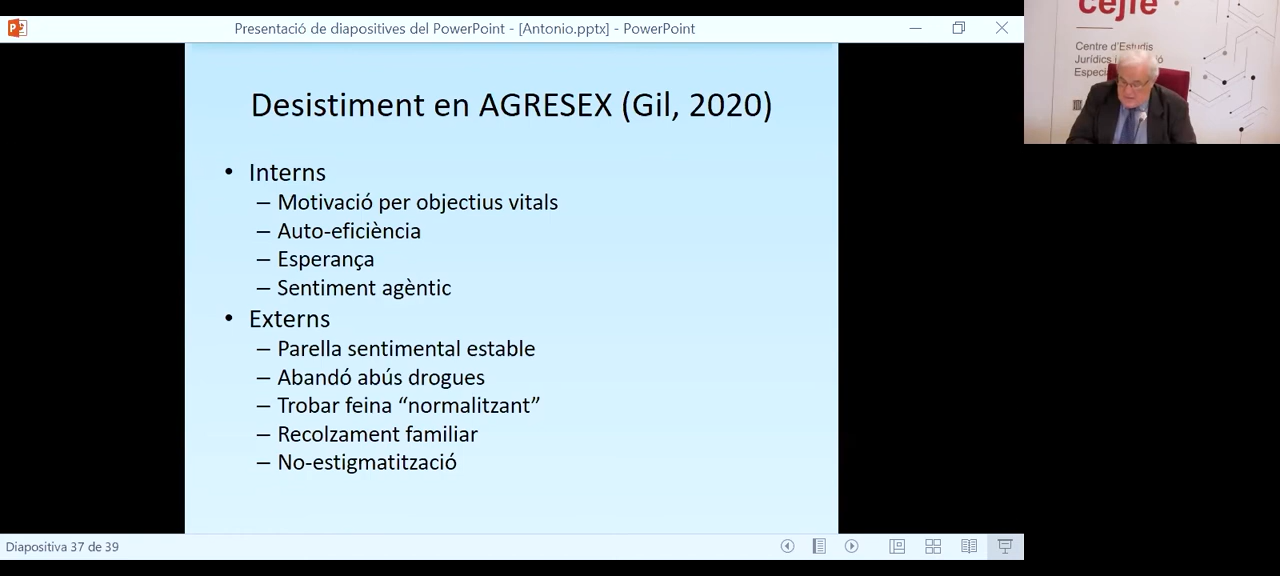 Presentació de diapositives del PowerPoint - [Antonio.pptx] - PowerPoint
Desistiment en AGRESEX (Gil, 2020)
• Interns
– Motivació per objectius vitals
– Auto-eficiència
– Esperança
– Sentiment agèntic
• Externs
– Parella sentimental estable
– Abandó abús drogues
– Trobar feina “normalitzant”
– Recolzament familiar
– No-estigmatització
Diapositiva 37 de 39
cejfe
Centre d'Estudis
Jurídics i
Especi